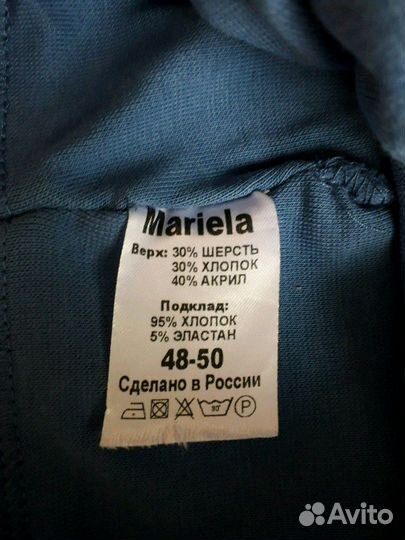 Mariela
Верх: 30% ШЕРСТЬ
30% ХЛОПОК
40% АКРИЛ
Подклад:
95% ХЛОПОК
5% ЭЛАСТАН
48-50
Сделано в России
P
Avito